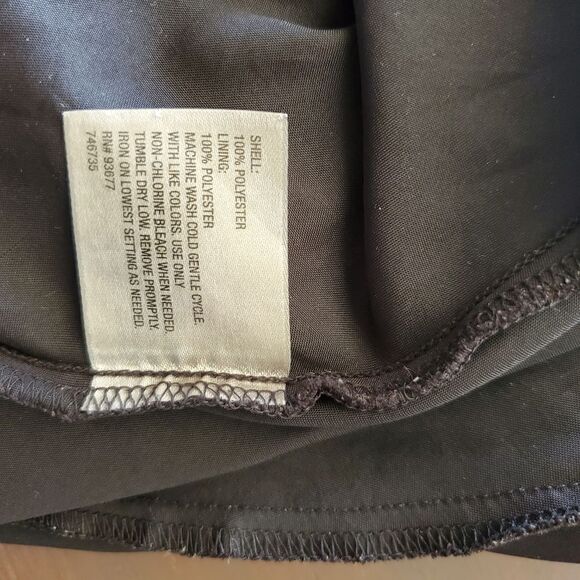 SHELL:
100% POLYESTER
LINING:
100% POLYESTER
MACHINE WASH COLD GENTLE CYCLE.
WITH LIKE COLORS. USE ONLY
NON-CHLORINE BLEACH WHEN NEEDED.
TUMBLE DRY LOW. REMOVE PROMPTLY.
IRON ON LOWEST SETTING AS NEEDED.
RN# 93677
746735